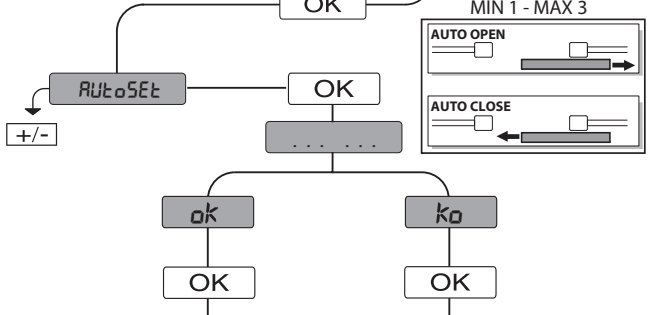 OK
MIN 1 - MAX 3
AUTO OPEN
AUtoSEt
OK
AUTO CLOSE
+/-
... ...
ok
ko
OK
OK